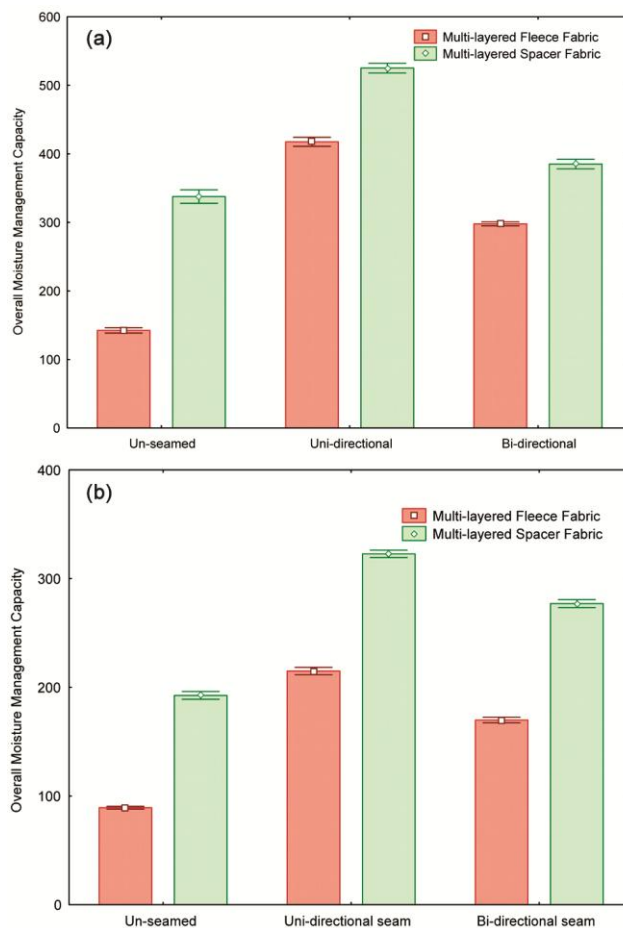 (a)
Multi-layered Fleece Fabric
Multi-layered Spacer Fabric
Overall Moisture Management Capacity
600
500
400
300
200
100
0
Un-seamed Uni-directional Bi-directional
(b)
Multi-layered Fleece Fabric
Multi-layered Spacer Fabric
Overall Moisture Management Capacity
400
300
200
100
0
Un-seamed Uni-directional seam Bi-directional seam